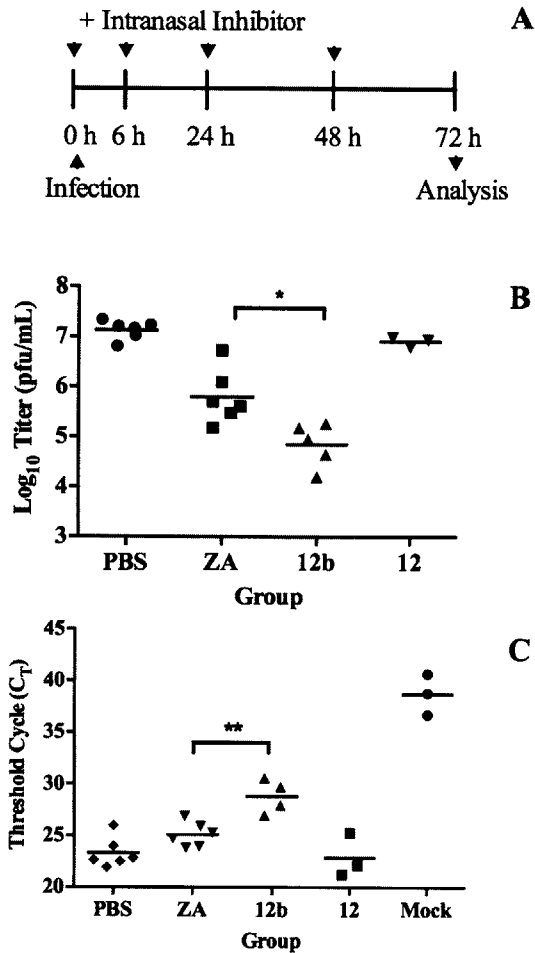 A
+ Intranasal Inhibitor
0 h 6 h 24 h 48 h 72 h
Infection Analysis
B
8
7
6
5
4
3
Log10 Titer (pfu/mL)
*
PBS ZA 12b 12
Group
C
45
40
35
30
25
20
Threshold Cycle (CT)
**
PBS ZA 12b 12 Mock
Group